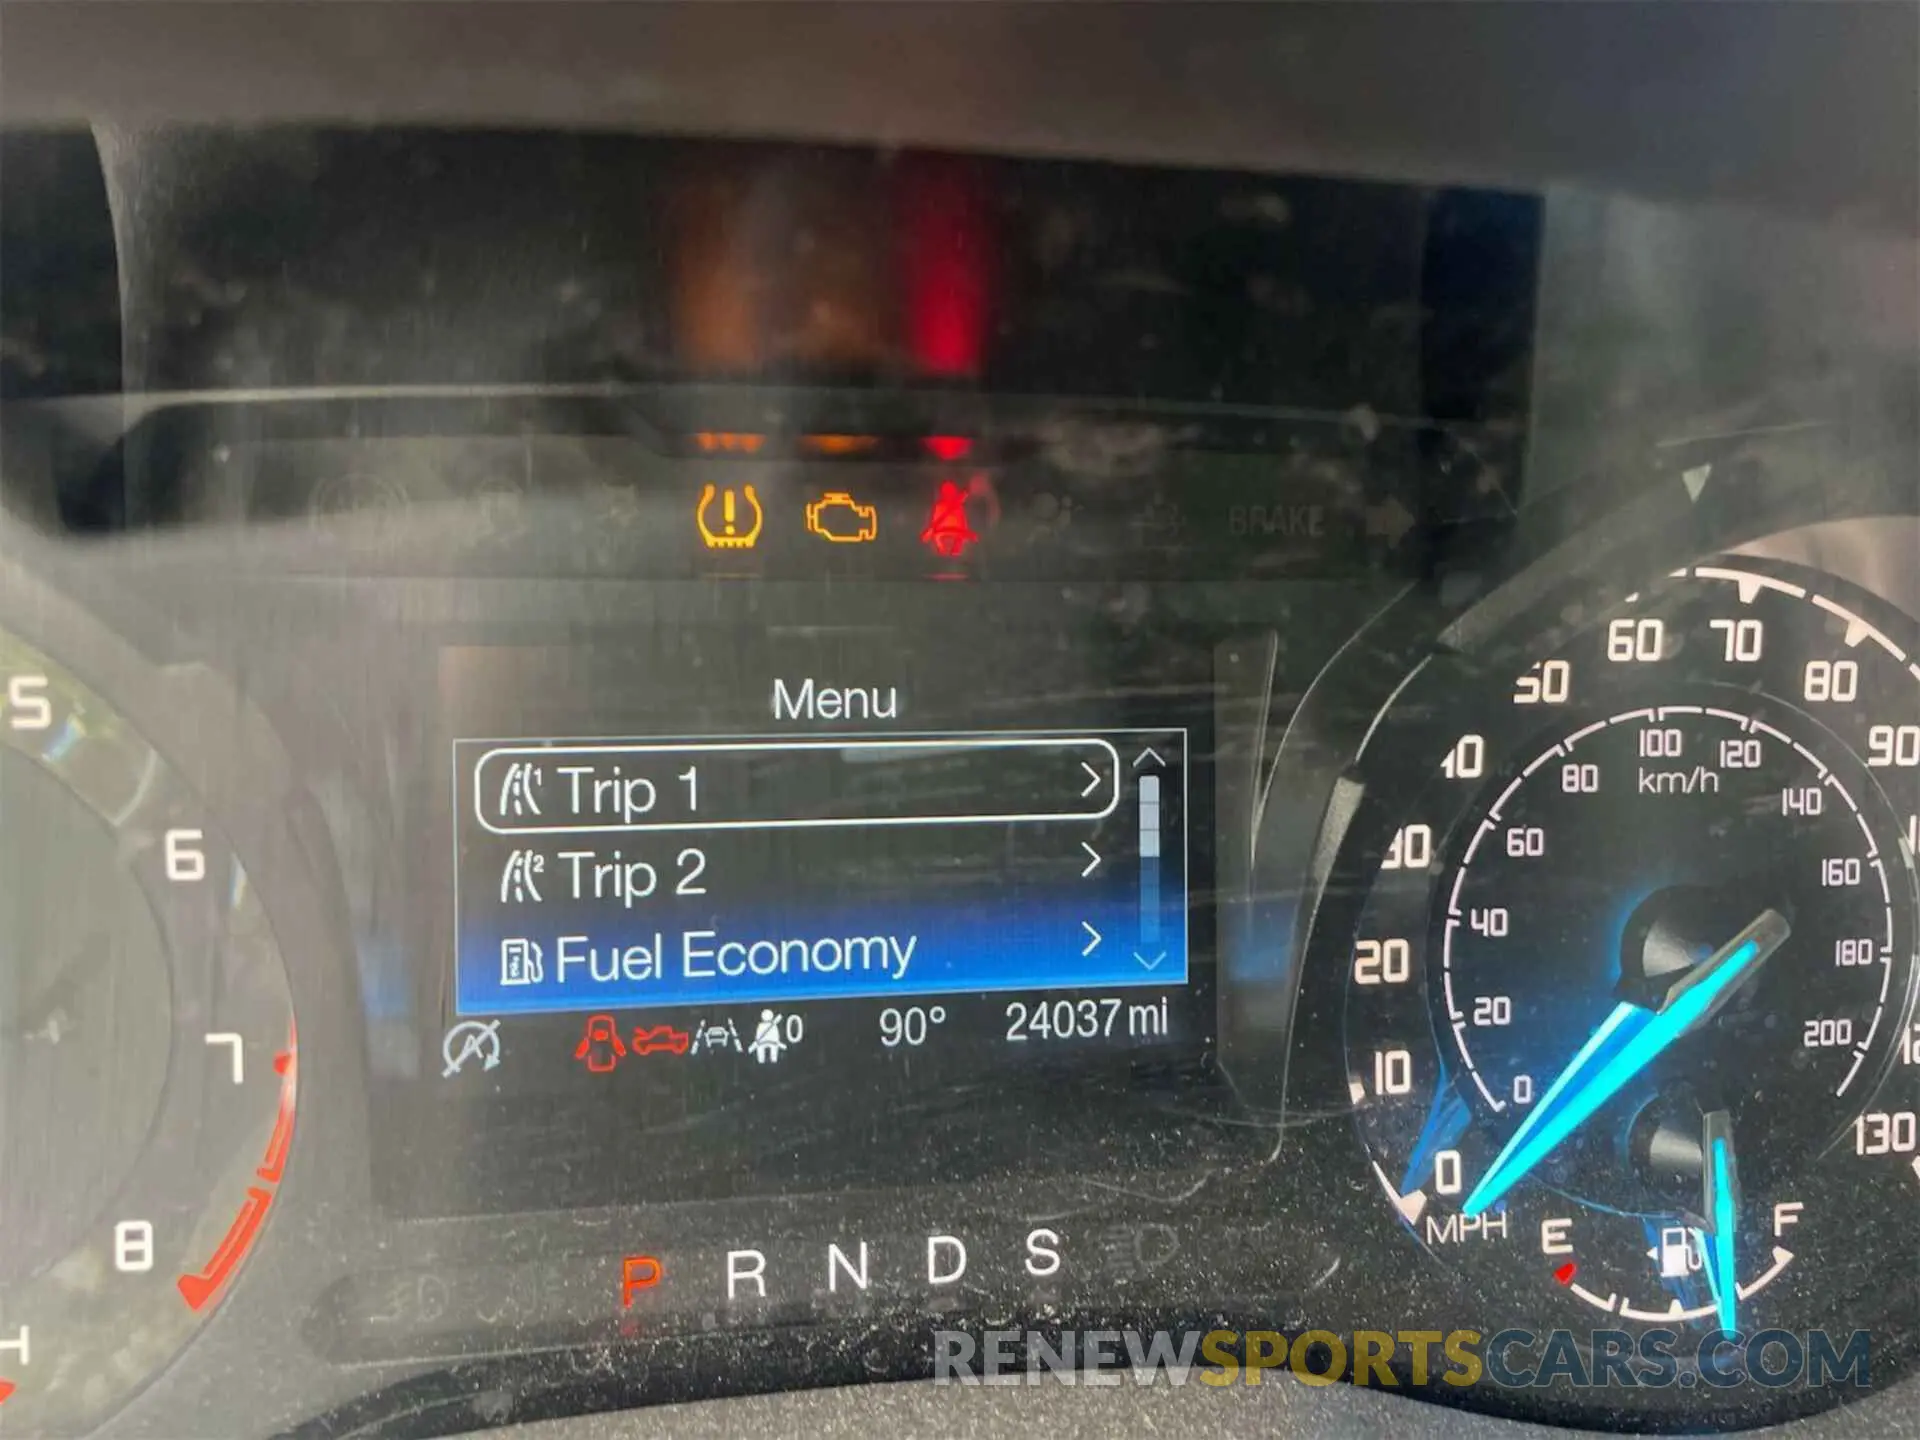 BRAKE
Menu
1 Trip 1
2 Trip 2
Fuel Economy
0 90° 24037 mi
5
6
7
8
H
P R N D S
0 10 20 30 40 50 60 70 80 90
130
MPH
0 20 40 60 80 100 120 140 160 180 200
km/h
E F
RENEWSPORTSCARS.COM